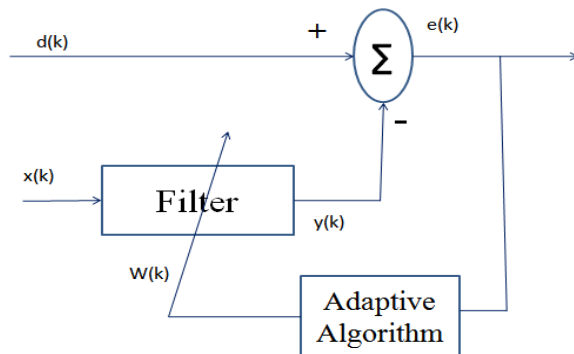 +
e(k)
d(k)
Σ
-
x(k)
Filter
y(k)
W(k)
Adaptive
Algorithm